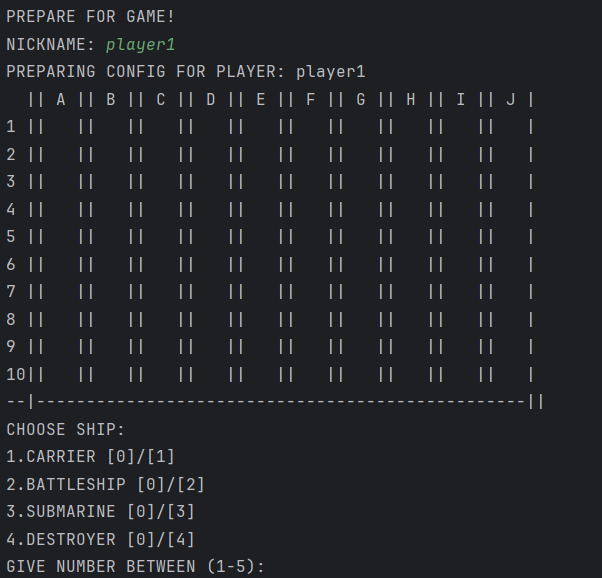 PREPARE FOR GAME!
NICKNAME: player1
PREPARING CONFIG FOR PLAYER: player1
  || A || B || C || D || E || F || G || H || I || J |
1 ||   ||   ||   ||   ||   ||   ||   ||   ||   ||   |
2 ||   ||   ||   ||   ||   ||   ||   ||   ||   ||   |
3 ||   ||   ||   ||   ||   ||   ||   ||   ||   ||   |
4 ||   ||   ||   ||   ||   ||   ||   ||   ||   ||   |
5 ||   ||   ||   ||   ||   ||   ||   ||   ||   ||   |
6 ||   ||   ||   ||   ||   ||   ||   ||   ||   ||   |
7 ||   ||   ||   ||   ||   ||   ||   ||   ||   ||   |
8 ||   ||   ||   ||   ||   ||   ||   ||   ||   ||   |
9 ||   ||   ||   ||   ||   ||   ||   ||   ||   ||   |
10||   ||   ||   ||   ||   ||   ||   ||   ||   ||   |
--|-------------------------------------------------||
CHOOSE SHIP:
1.CARRIER [0]/[1]
2.BATTLESHIP [0]/[2]
3.SUBMARINE [0]/[3]
4.DESTROYER [0]/[4]
GIVE NUMBER BETWEEN (1-5):